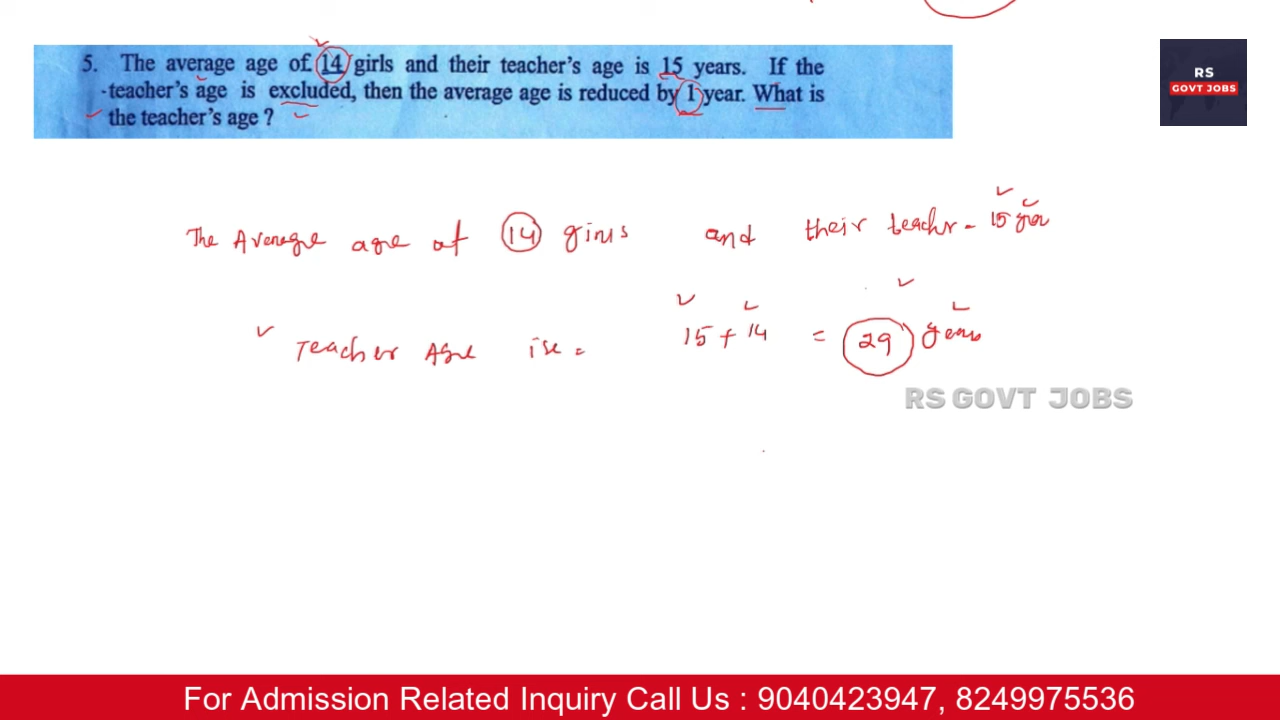 5. The average age of 14 girls and their teacher's age is 15 years. If the
teacher's age is excluded, then the average age is reduced by 1 year. What is
the teacher's age ?
RS
GOVT JOBS
The Average age of 14 girls and their teachr = 15 year
Teacher Age is = 15 + 14 = 29 years
RS GOVT JOBS
For Admission Related Inquiry Call Us : 9040423947, 8249975536